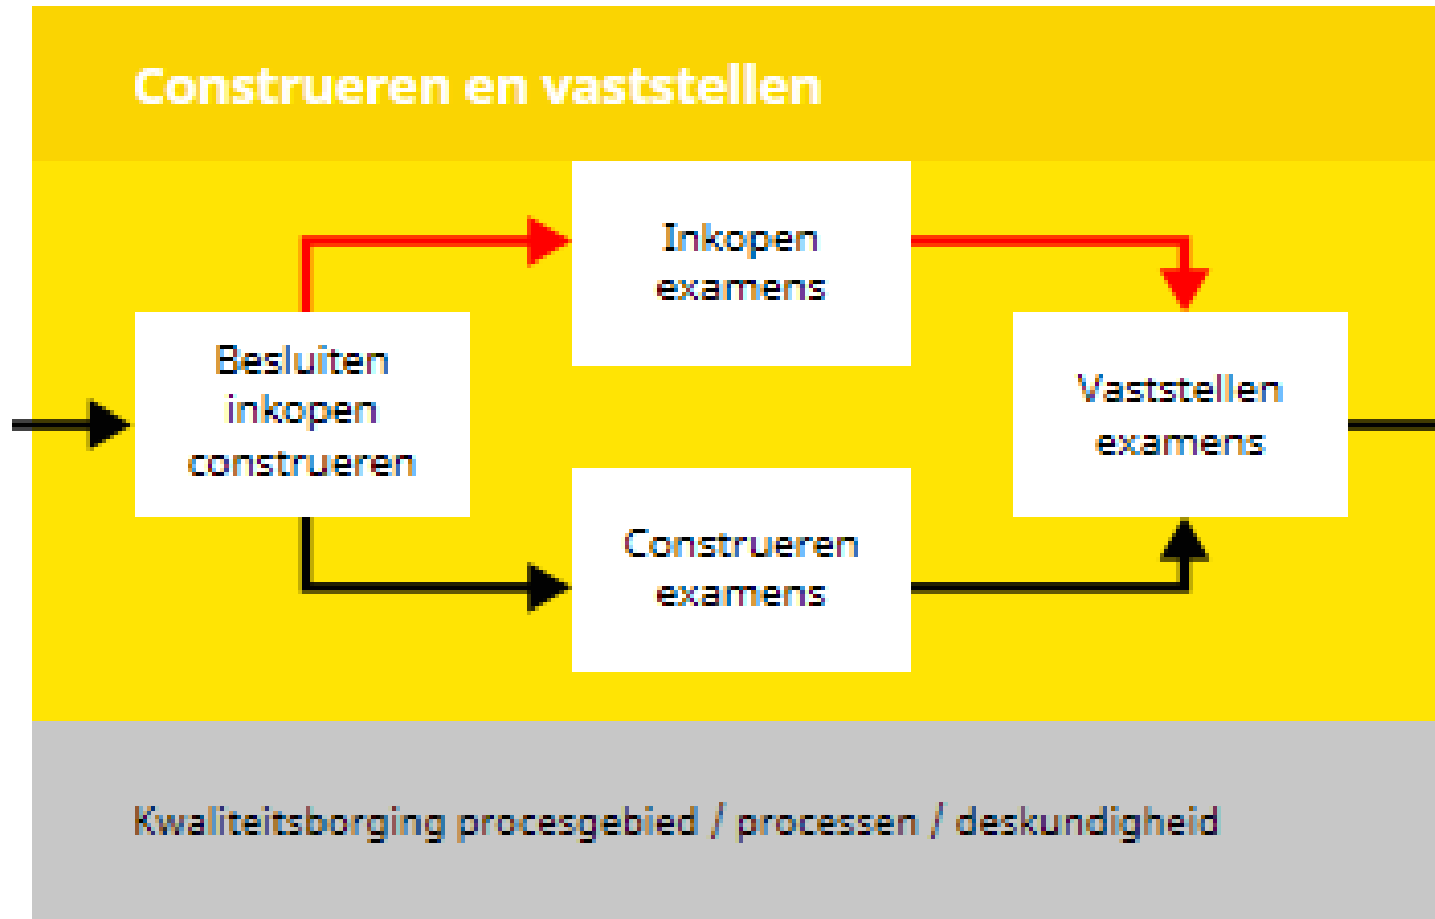 Construeren en vaststellen
Inkopen
examens
Besluiten
inkopen
construeren
Vaststellen
examens
Construeren
examens
Kwaliteitsborging procesgebied / processen / deskundigheid